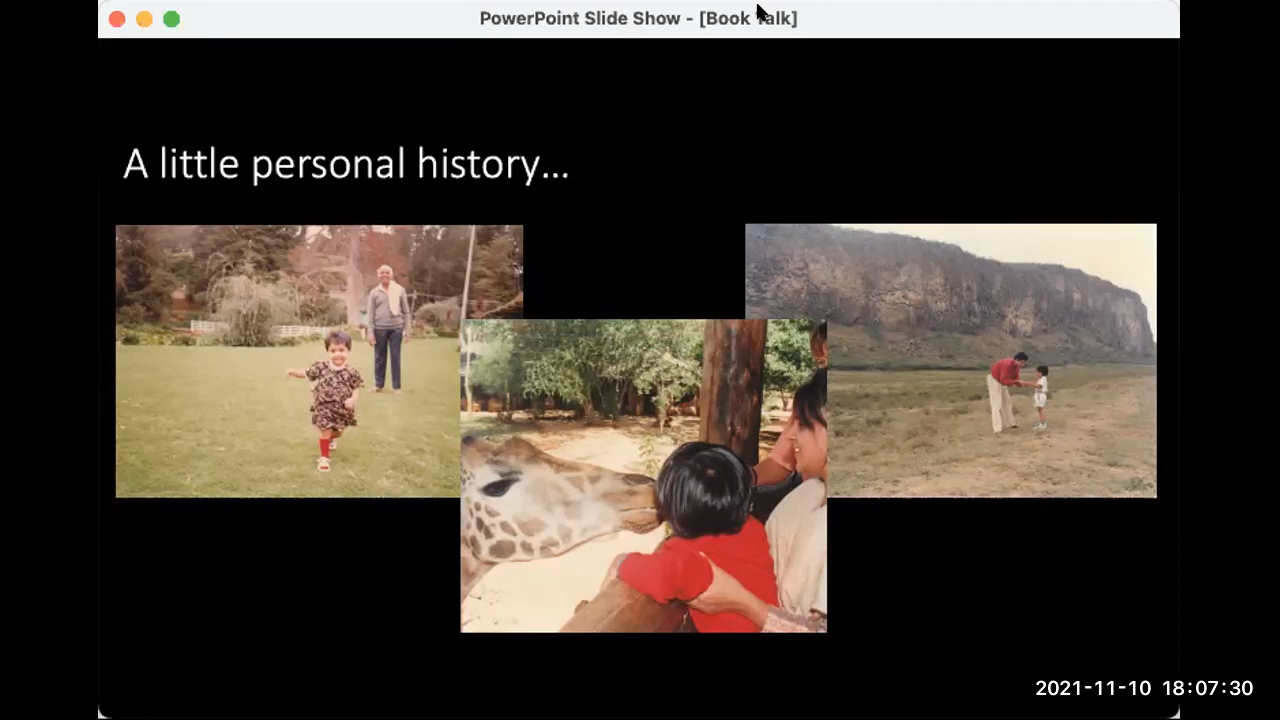 PowerPoint Slide Show - [Book Talk]
A little personal history...
2021-11-10 18:07:30